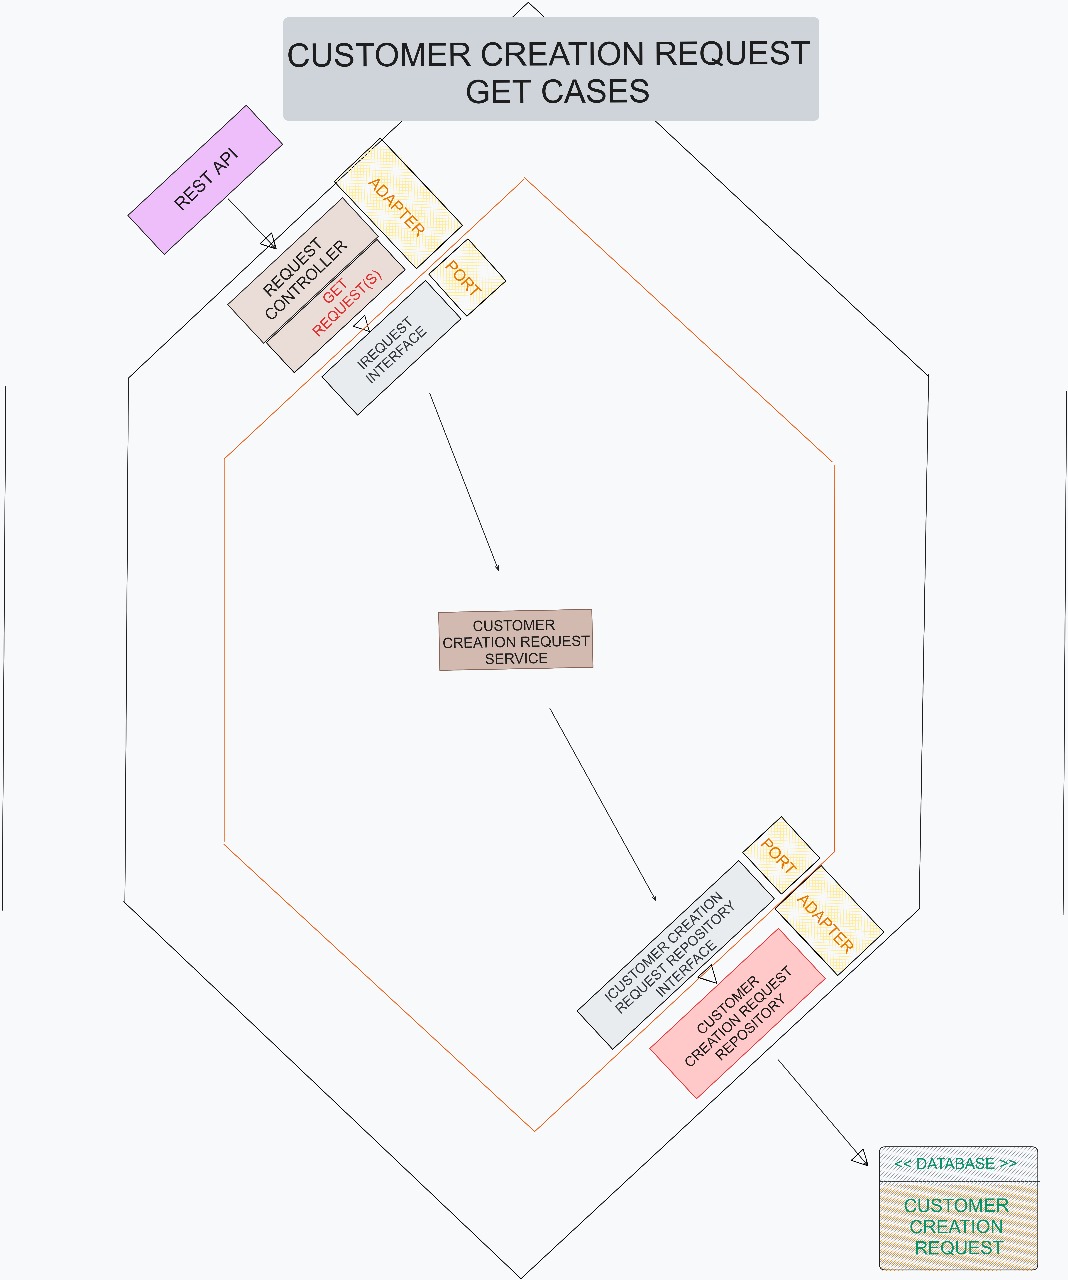 CUSTOMER CREATION REQUEST
GET CASES
REST API
ADAPTER
REQUEST
CONTROLLER
GET
REQUEST(S)
PORT
IREQUEST
INTERFACE
CUSTOMER
CREATION REQUEST
SERVICE
PORT
ADAPTER
ICUSTOMER CREATION
REQUEST REPOSITORY
INTERFACE
CUSTOMER
CREATION REQUEST
REPOSITORY
<< DATABASE >>
CUSTOMER
CREATION
REQUEST